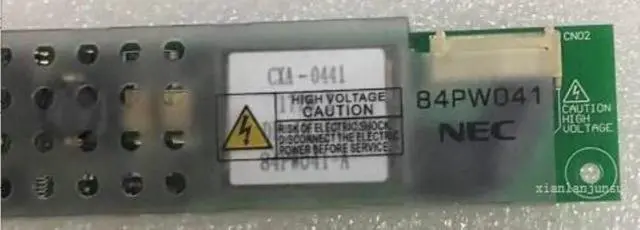 CXA-0441
HIGH VOLTAGE
CAUTION
RISK OF ELECTRIC SHOCK
DISCONNECT THE ELECTRIC
POWER BEFORE SERVICE.
84PW041-A
84PW041
NEC
CN02
CAUTION
HIGH
VOLTAGE
xianlanjunsu